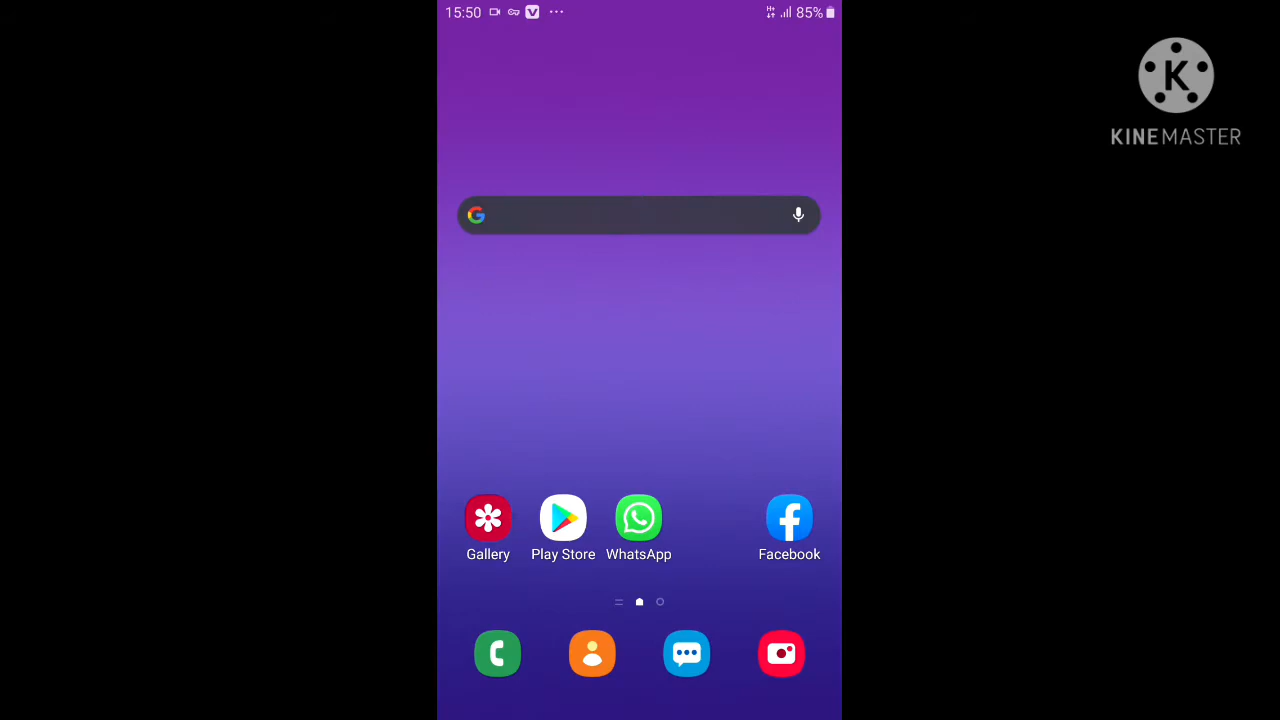 15:50
85%
KINEMASTER
Gallery
Play Store
WhatsApp
Facebook